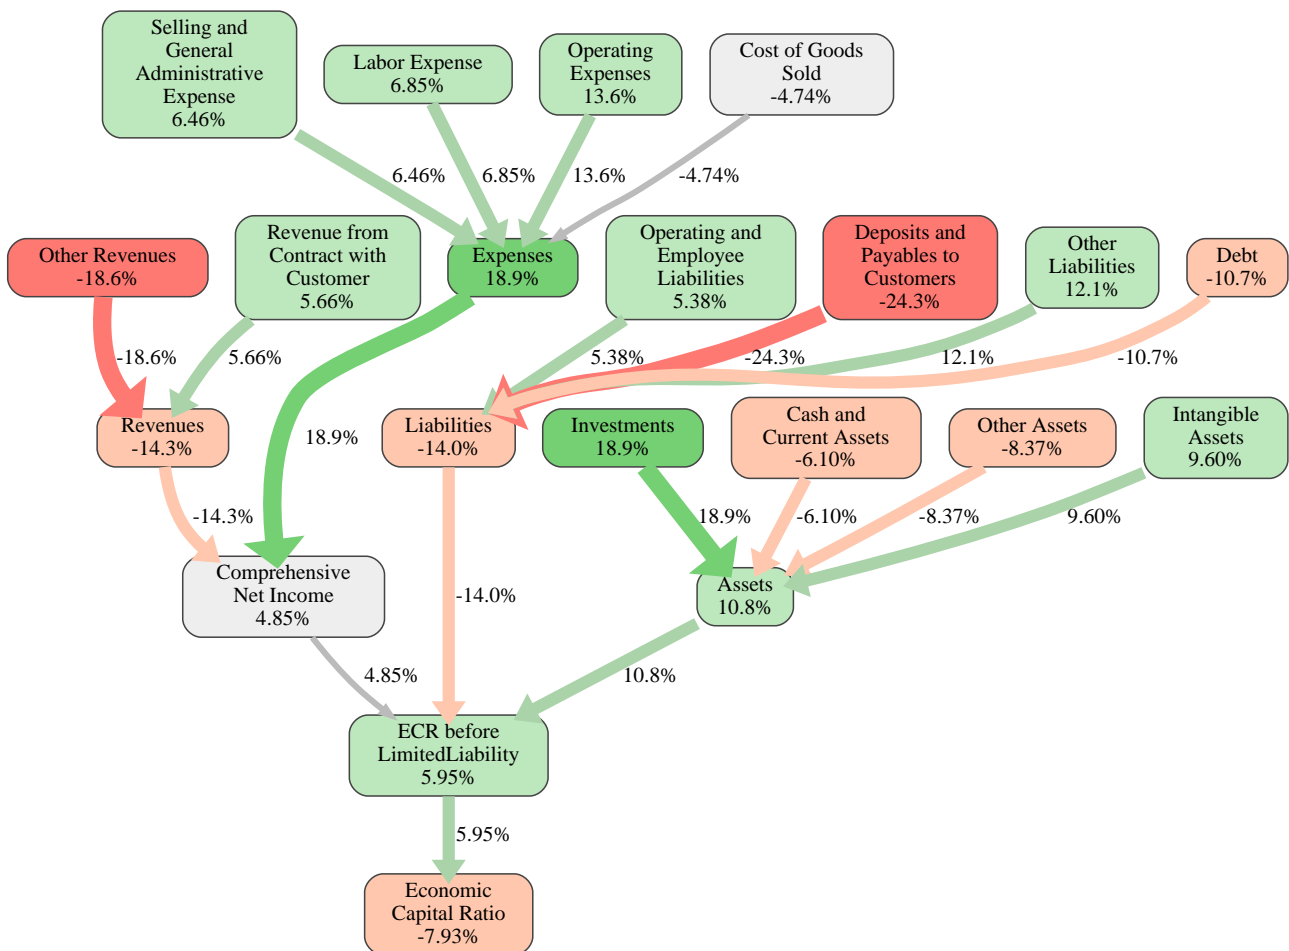 Selling and
General
Administrative
Expense
6.46%
Labor Expense
6.85%
Operating
Expenses
13.6%
Cost of Goods
Sold
-4.74%
6.46%
6.85%
13.6%
-4.74%
Other Revenues
-18.6%
Revenue from
Contract with
Customer
5.66%
Expenses
18.9%
Operating and
Employee
Liabilities
5.38%
Deposits and
Payables to
Customers
-24.3%
Other
Liabilities
12.1%
Debt
-10.7%
-18.6%
5.66%
18.9%
5.38%
-24.3%
12.1%
-10.7%
Revenues
-14.3%
Liabilities
-14.0%
Investments
18.9%
Cash and
Current Assets
-6.10%
Other Assets
-8.37%
Intangible
Assets
9.60%
-14.3%
18.9%
-6.10%
-8.37%
9.60%
Comprehensive
Net Income
4.85%
-14.0%
Assets
10.8%
4.85%
10.8%
ECR before
LimitedLiability
5.95%
5.95%
Economic
Capital Ratio
-7.93%